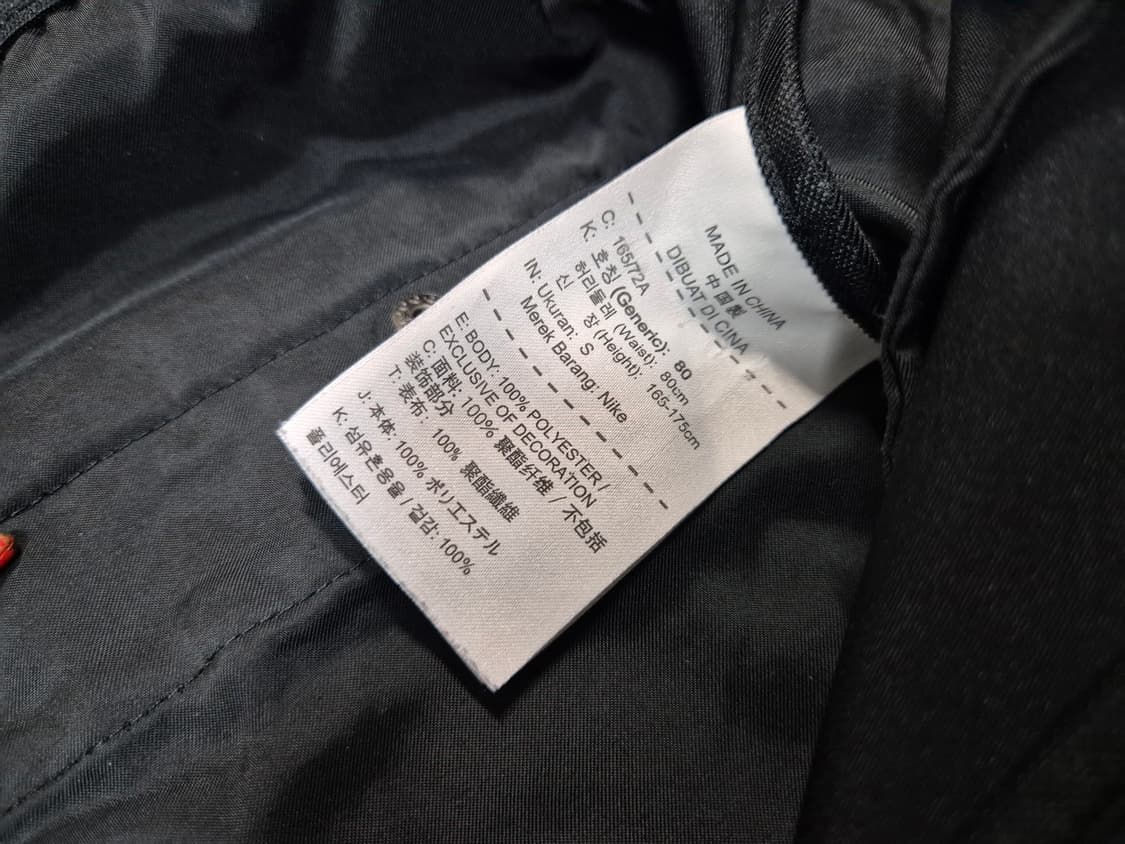 MADE IN CHINA
中国製
DIBUAT DI CINA
C: 165/72A
K: 호칭 (Generic): 80
허리둘레 (Waist): 80cm
신 장 (Height): 165-175cm
IN: Ukuran: S
Merek Barang: Nike
E: BODY: 100% POLYESTER /
EXCLUSIVE OF DECORATION
C: 面料: 100% 聚酯纤维 / 不包括
装饰部分
T: 表布: 100% 聚酯纖維
J: 本体: 100% ポリエステル
K: 섬유혼용율 / 겉감: 100%
폴리에스터